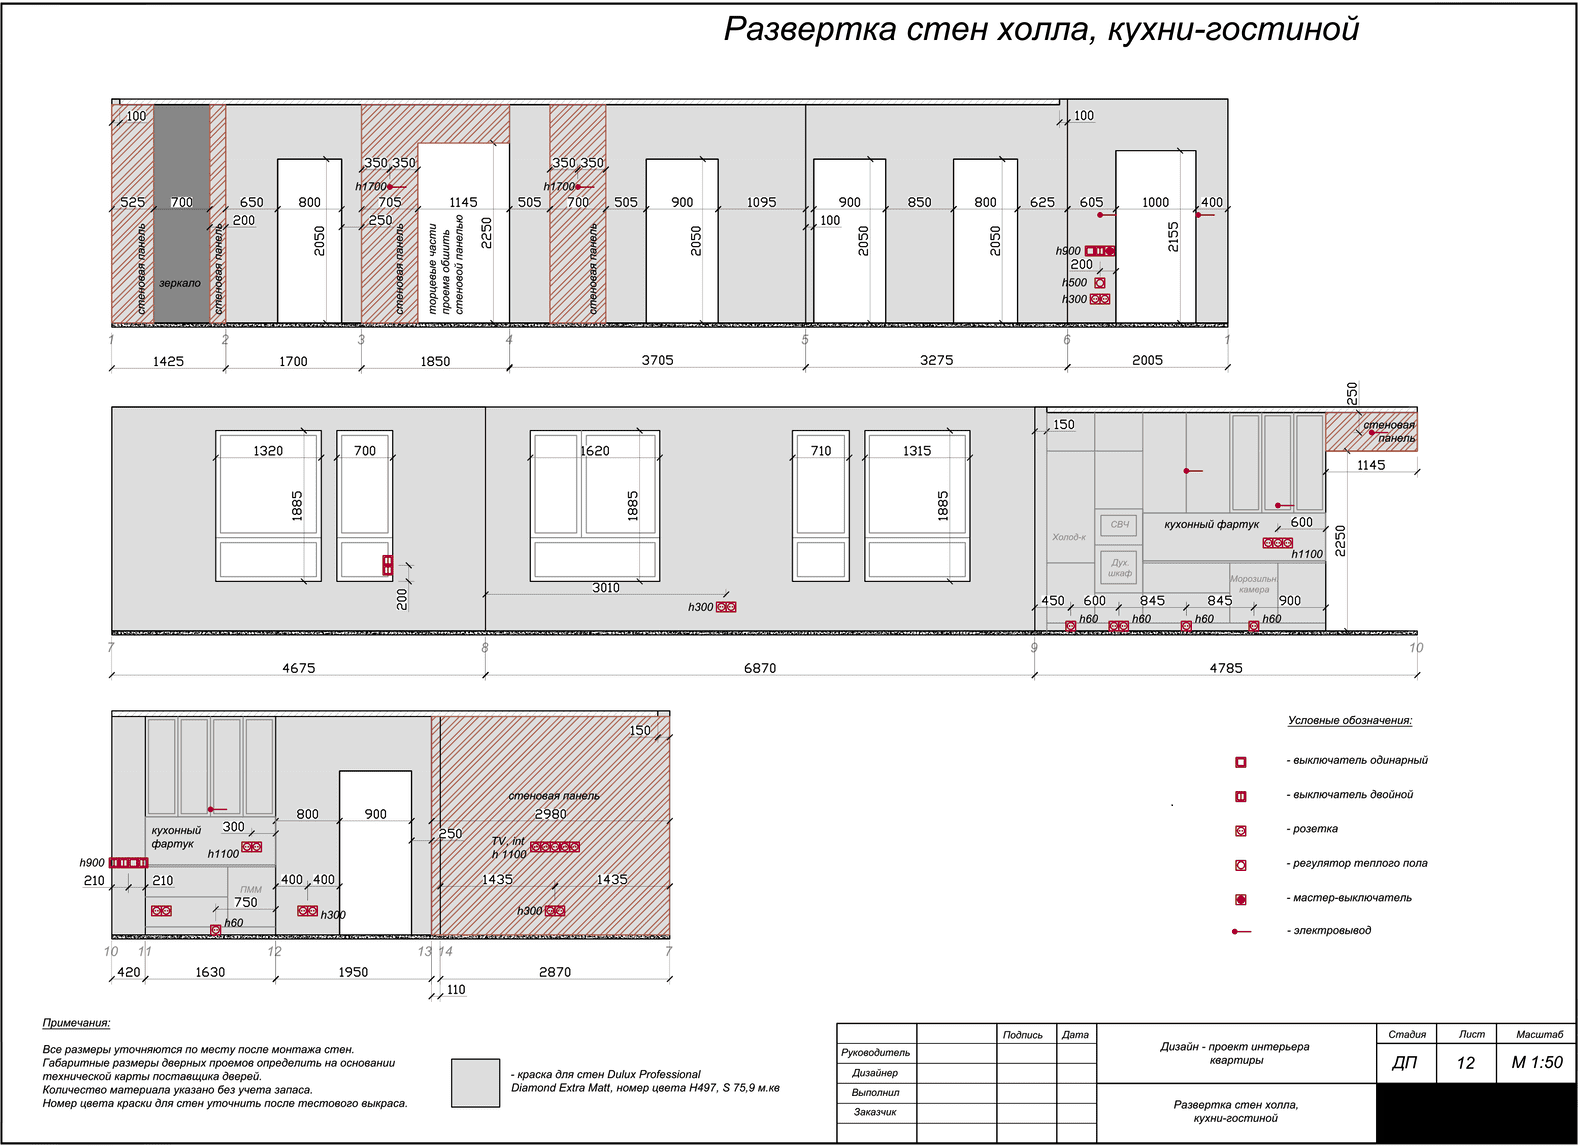 Развертка стен холла, кухни-гостиной
100
100
350
350
350
350
h1700
h1700
525
700
650
800
705
1145
505
700
505
900
1095
900
850
800
625
605
1000
400
200
250
100
2050
2250
2050
2050
2050
2155
h900
200
h500
h300
стеновая панель
зеркало
стеновая панель
стеновая панель
торцевые части
проема обшить
стеновой панелью
стеновая панель
1
2
3
4
5
6
1
1425
1700
1850
3705
3275
2005
250
150
стеновая
панель
1145
1320
700
1620
710
1315
1885
1885
1885
СВЧ
кухонный фартук
600
Холод-к
h1100
2250
Дух.
шкаф
Морозильн.
камера
200
3010
h300
450
600
845
845
900
h60
h60
h60
h60
7
8
9
10
4675
6870
4785
150
стеновая панель
800
900
2980
300
кухонный
фартук
250
TV, int
h 1100
h1100
h900
210
210
400
400
1435
1435
ПММ
750
h60
h300
h300
10
11
12
13
14
7
420
1630
1950
2870
110
Условные обозначения:
- выключатель одинарный
- выключатель двойной
- розетка
- регулятор теплого пола
- мастер-выключатель
- электровывод
Примечания:
Все размеры уточняются по месту после монтажа стен.
Габаритные размеры дверных проемов определить на основании
технической карты поставщика дверей.
Количество материала указано без учета запаса.
Номер цвета краски для стен уточнить после тестового выкраса.
- краска для стен Dulux Professional
Diamond Extra Matt, номер цвета H497, S 75,9 м.кв
Подпись
Дата
Руководитель
Дизайнер
Выполнил
Заказчик
Дизайн - проект интерьера
квартиры
Стадия
Лист
Масштаб
ДП
12
М 1:50
Развертка стен холла,
кухни-гостиной